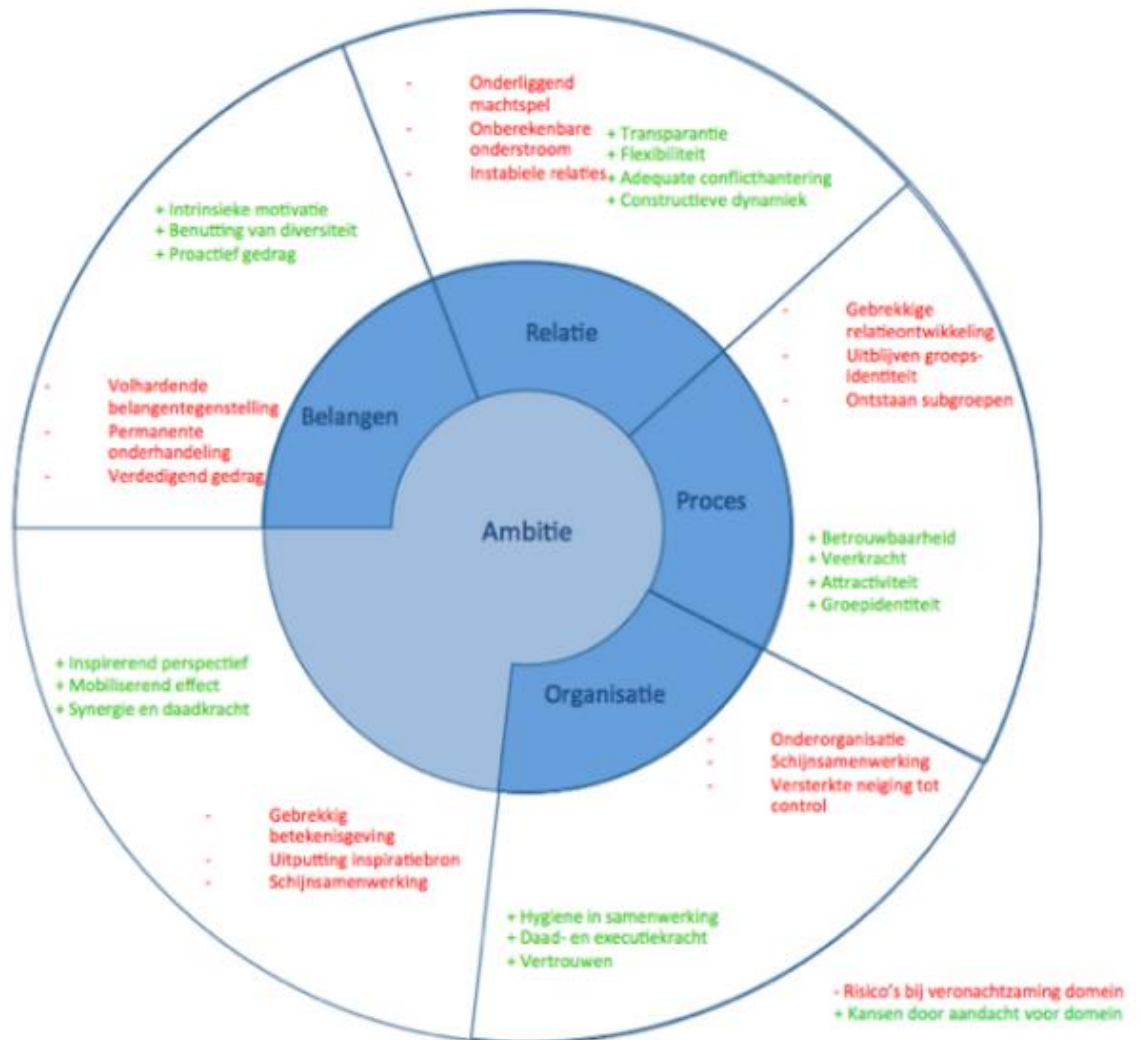 - Onderliggend
machtspel
- Onberekenbare
onderstroom
- Instabiele relaties
+ Transparantie
+ Flexibiliteit
+ Adequate conflicthantering
+ Constructieve dynamiek
+ Intrinsieke motivatie
+ Benutting van diversiteit
+ Proactief gedrag
- Volhardende
belangentegenstelling
- Permanente
onderhandeling
- Verdedigend gedrag
- Gebrekkige
relatieontwikkeling
- Uitblijven groeps-
identiteit
- Ontstaan subgroepen
Relatie
Belangen
Proces
Ambitie
Organisatie
+ Betrouwbaarheid
+ Veerkracht
+ Attractiviteit
+ Groepidentiteit
+ Inspirerend perspectief
+ Mobiliserend effect
+ Synergie en daadkracht
- Gebrekkig
betekenisgeving
- Uitputting inspiratiebron
- Schijnsamenwerking
- Onderorganisatie
- Schijnsamenwerking
- Versterkte neiging tot
control
+ Hygiene in samenwerking
+ Daad- en executiekracht
+ Vertrouwen
- Risico's bij veronachtzaming domein
+ Kansen door aandacht voor domein